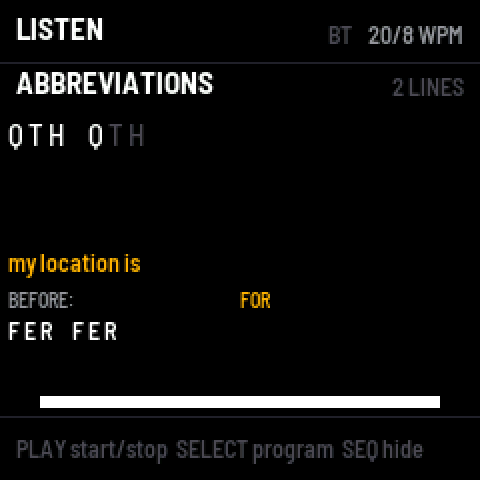 LISTEN BT 20/8 WPM
ABBREVIATIONS 2 LINES
QTH QTH
my location is
BEFORE: FOR
FER FER
PLAY start/stop SELECT program SEQ hide